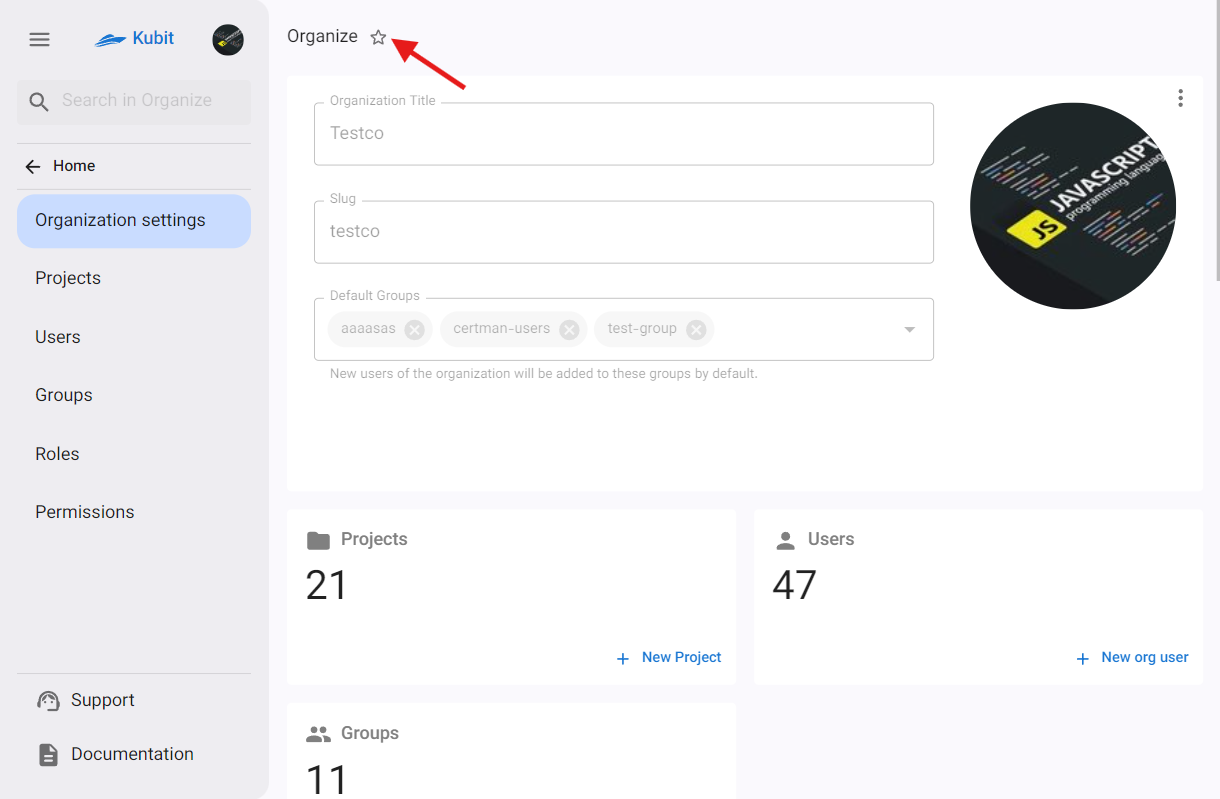 Kubit
Search in Organize
Home
Organization settings
Projects
Users
Groups
Roles
Permissions
Support
Documentation
Organize
Organization Title
Testco
Slug
testco
Default Groups
aaaasas certman-users test-group
New users of the organization will be added to these groups by default.
JAVASCRIPT
programming language
JS
Projects
21
New Project
Users
47
New org user
Groups
11